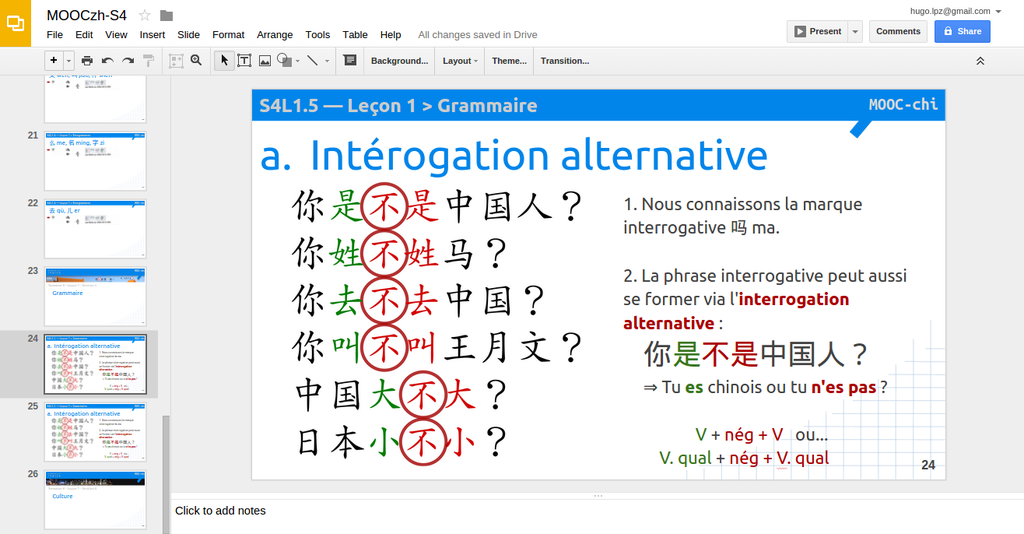 MOOCzh-S4
hugo.lpz@gmail.com
File Edit View Insert Slide Format Arrange Tools Table Help All changes saved in Drive
Present Comments Share
Background... Layout Theme... Transition...
21
么 me, 名 míng, 字 zì
22
去 qù, 儿 er
23
Grammaire
24
a. Intérogation alternative
25
a. Intérogation alternative
26
Culture
S4L1.5 — Leçon 1 > Grammaire
MOOC-chi
a. Intérogation alternative
你是不是中国人？
你姓不姓马？
你去不去中国？
你叫不叫王月文？
中国大不大？
日本小不小？
1. Nous connaissons la marque
interrogative 吗 ma.
2. La phrase interrogative peut aussi
se former via l'interrogation
alternative :
你是不是中国人？
⇒ Tu es chinois ou tu n'es pas ?
V + nég + V ou...
V. qual + nég + V. qual
24
Click to add notes